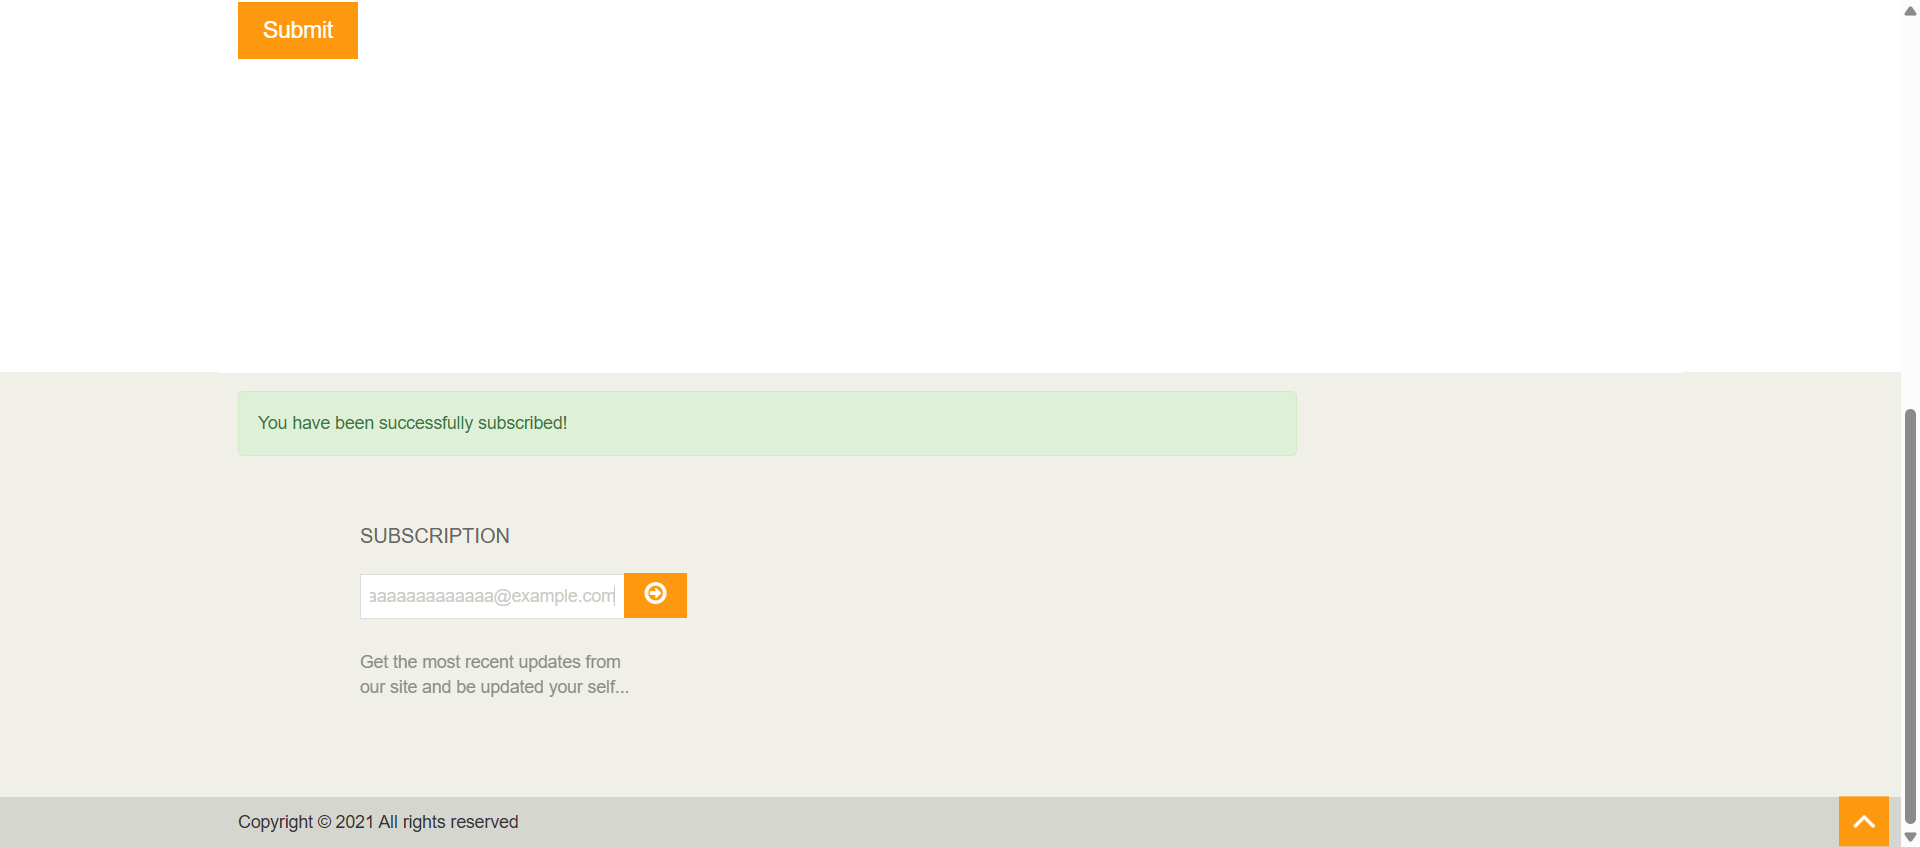 Submit
You have been successfully subscribed!
SUBSCRIPTION
aaaaaaaaaaaaaa@example.com
Get the most recent updates from
our site and be updated your self...
Copyright © 2021 All rights reserved